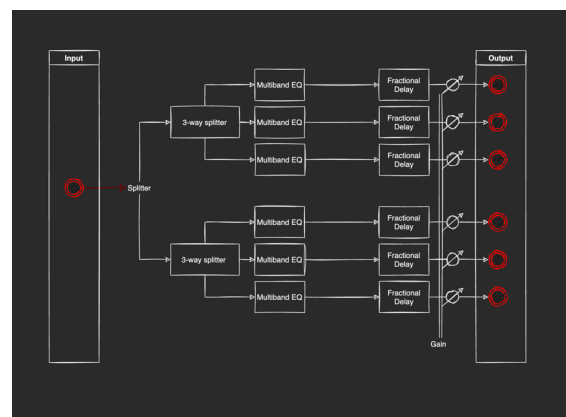 Input
Output
Multiband EQ
Fractional
Delay
3-way splitter
Multiband EQ
Fractional
Delay
Multiband EQ
Fractional
Delay
Splitter
Multiband EQ
Fractional
Delay
3-way splitter
Multiband EQ
Fractional
Delay
Multiband EQ
Fractional
Delay
Gain